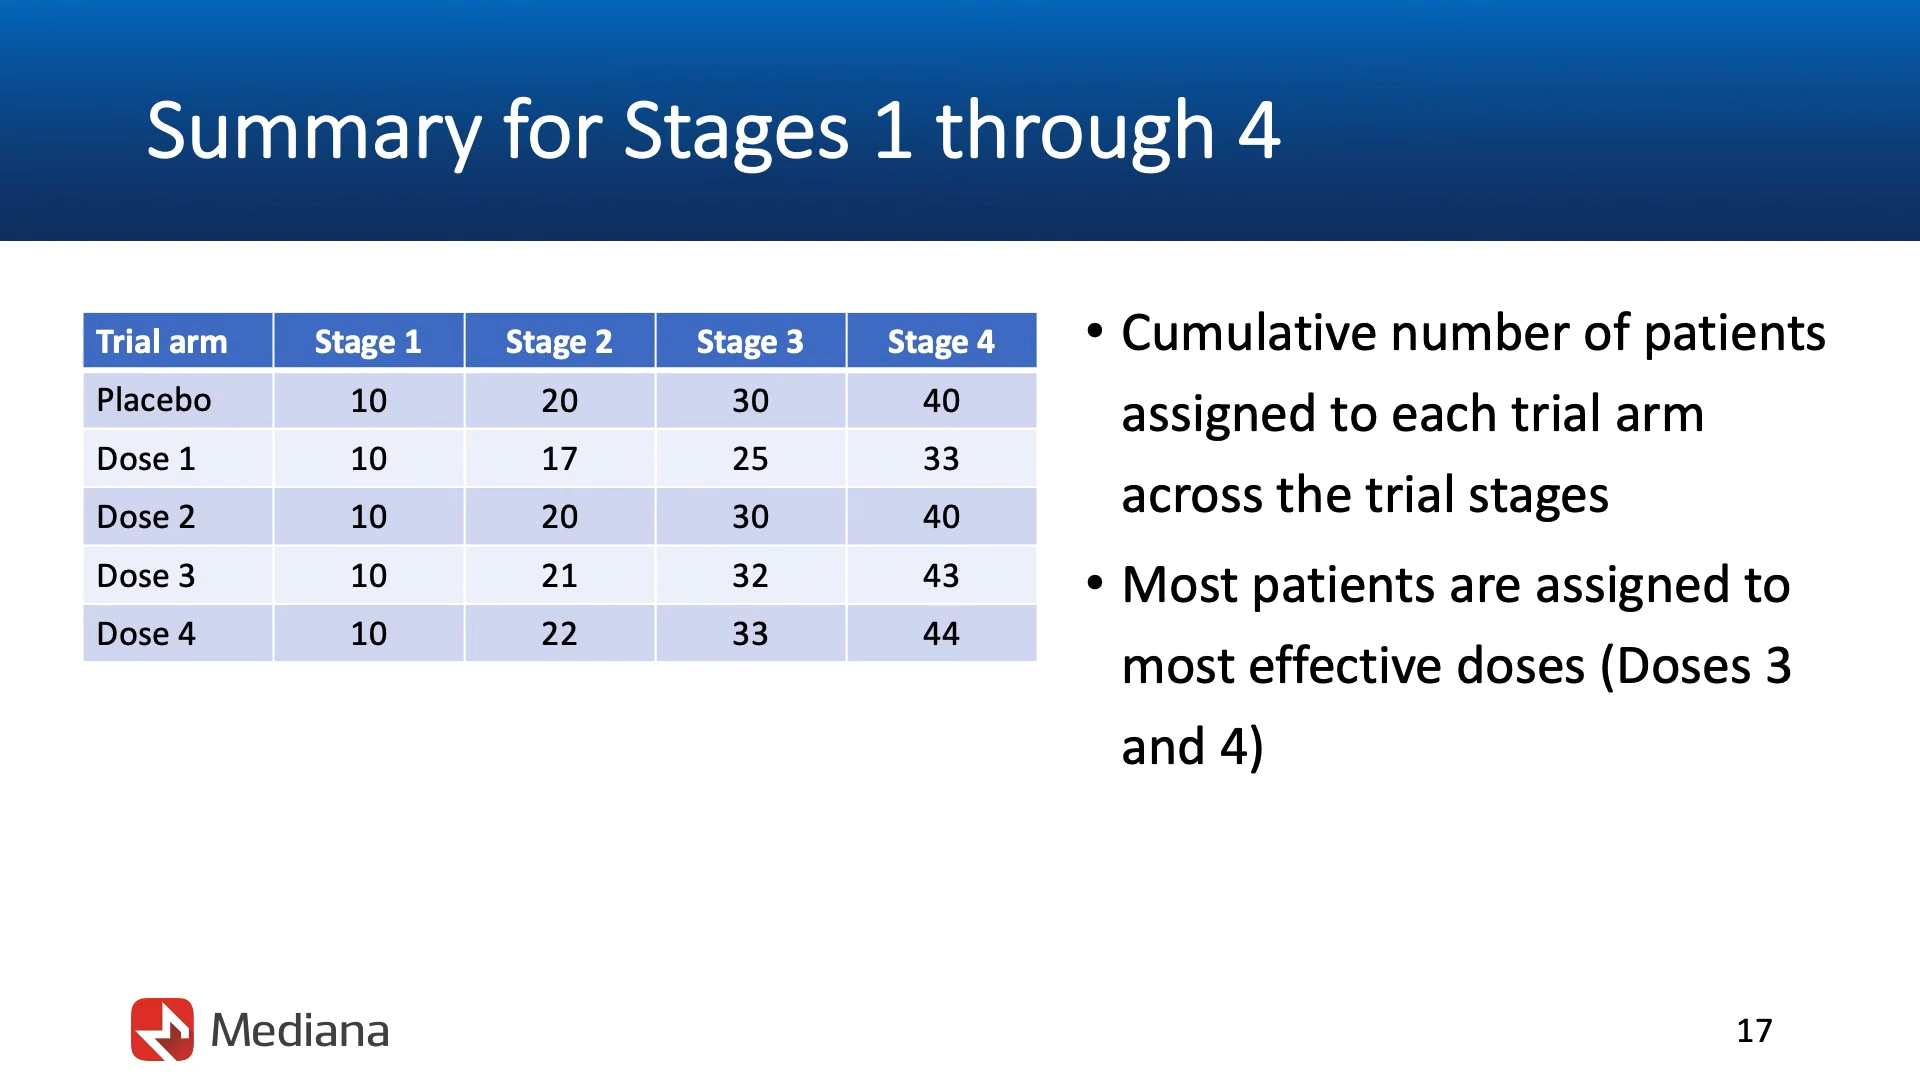 Summary for Stages 1 through 4
Trial arm Stage 1 Stage 2 Stage 3 Stage 4
Placebo 10 20 30 40
Dose 1 10 17 25 33
Dose 2 10 20 30 40
Dose 3 10 21 32 43
Dose 4 10 22 33 44
• Cumulative number of patients
assigned to each trial arm
across the trial stages
• Most patients are assigned to
most effective doses (Doses 3
and 4)
Mediana
17